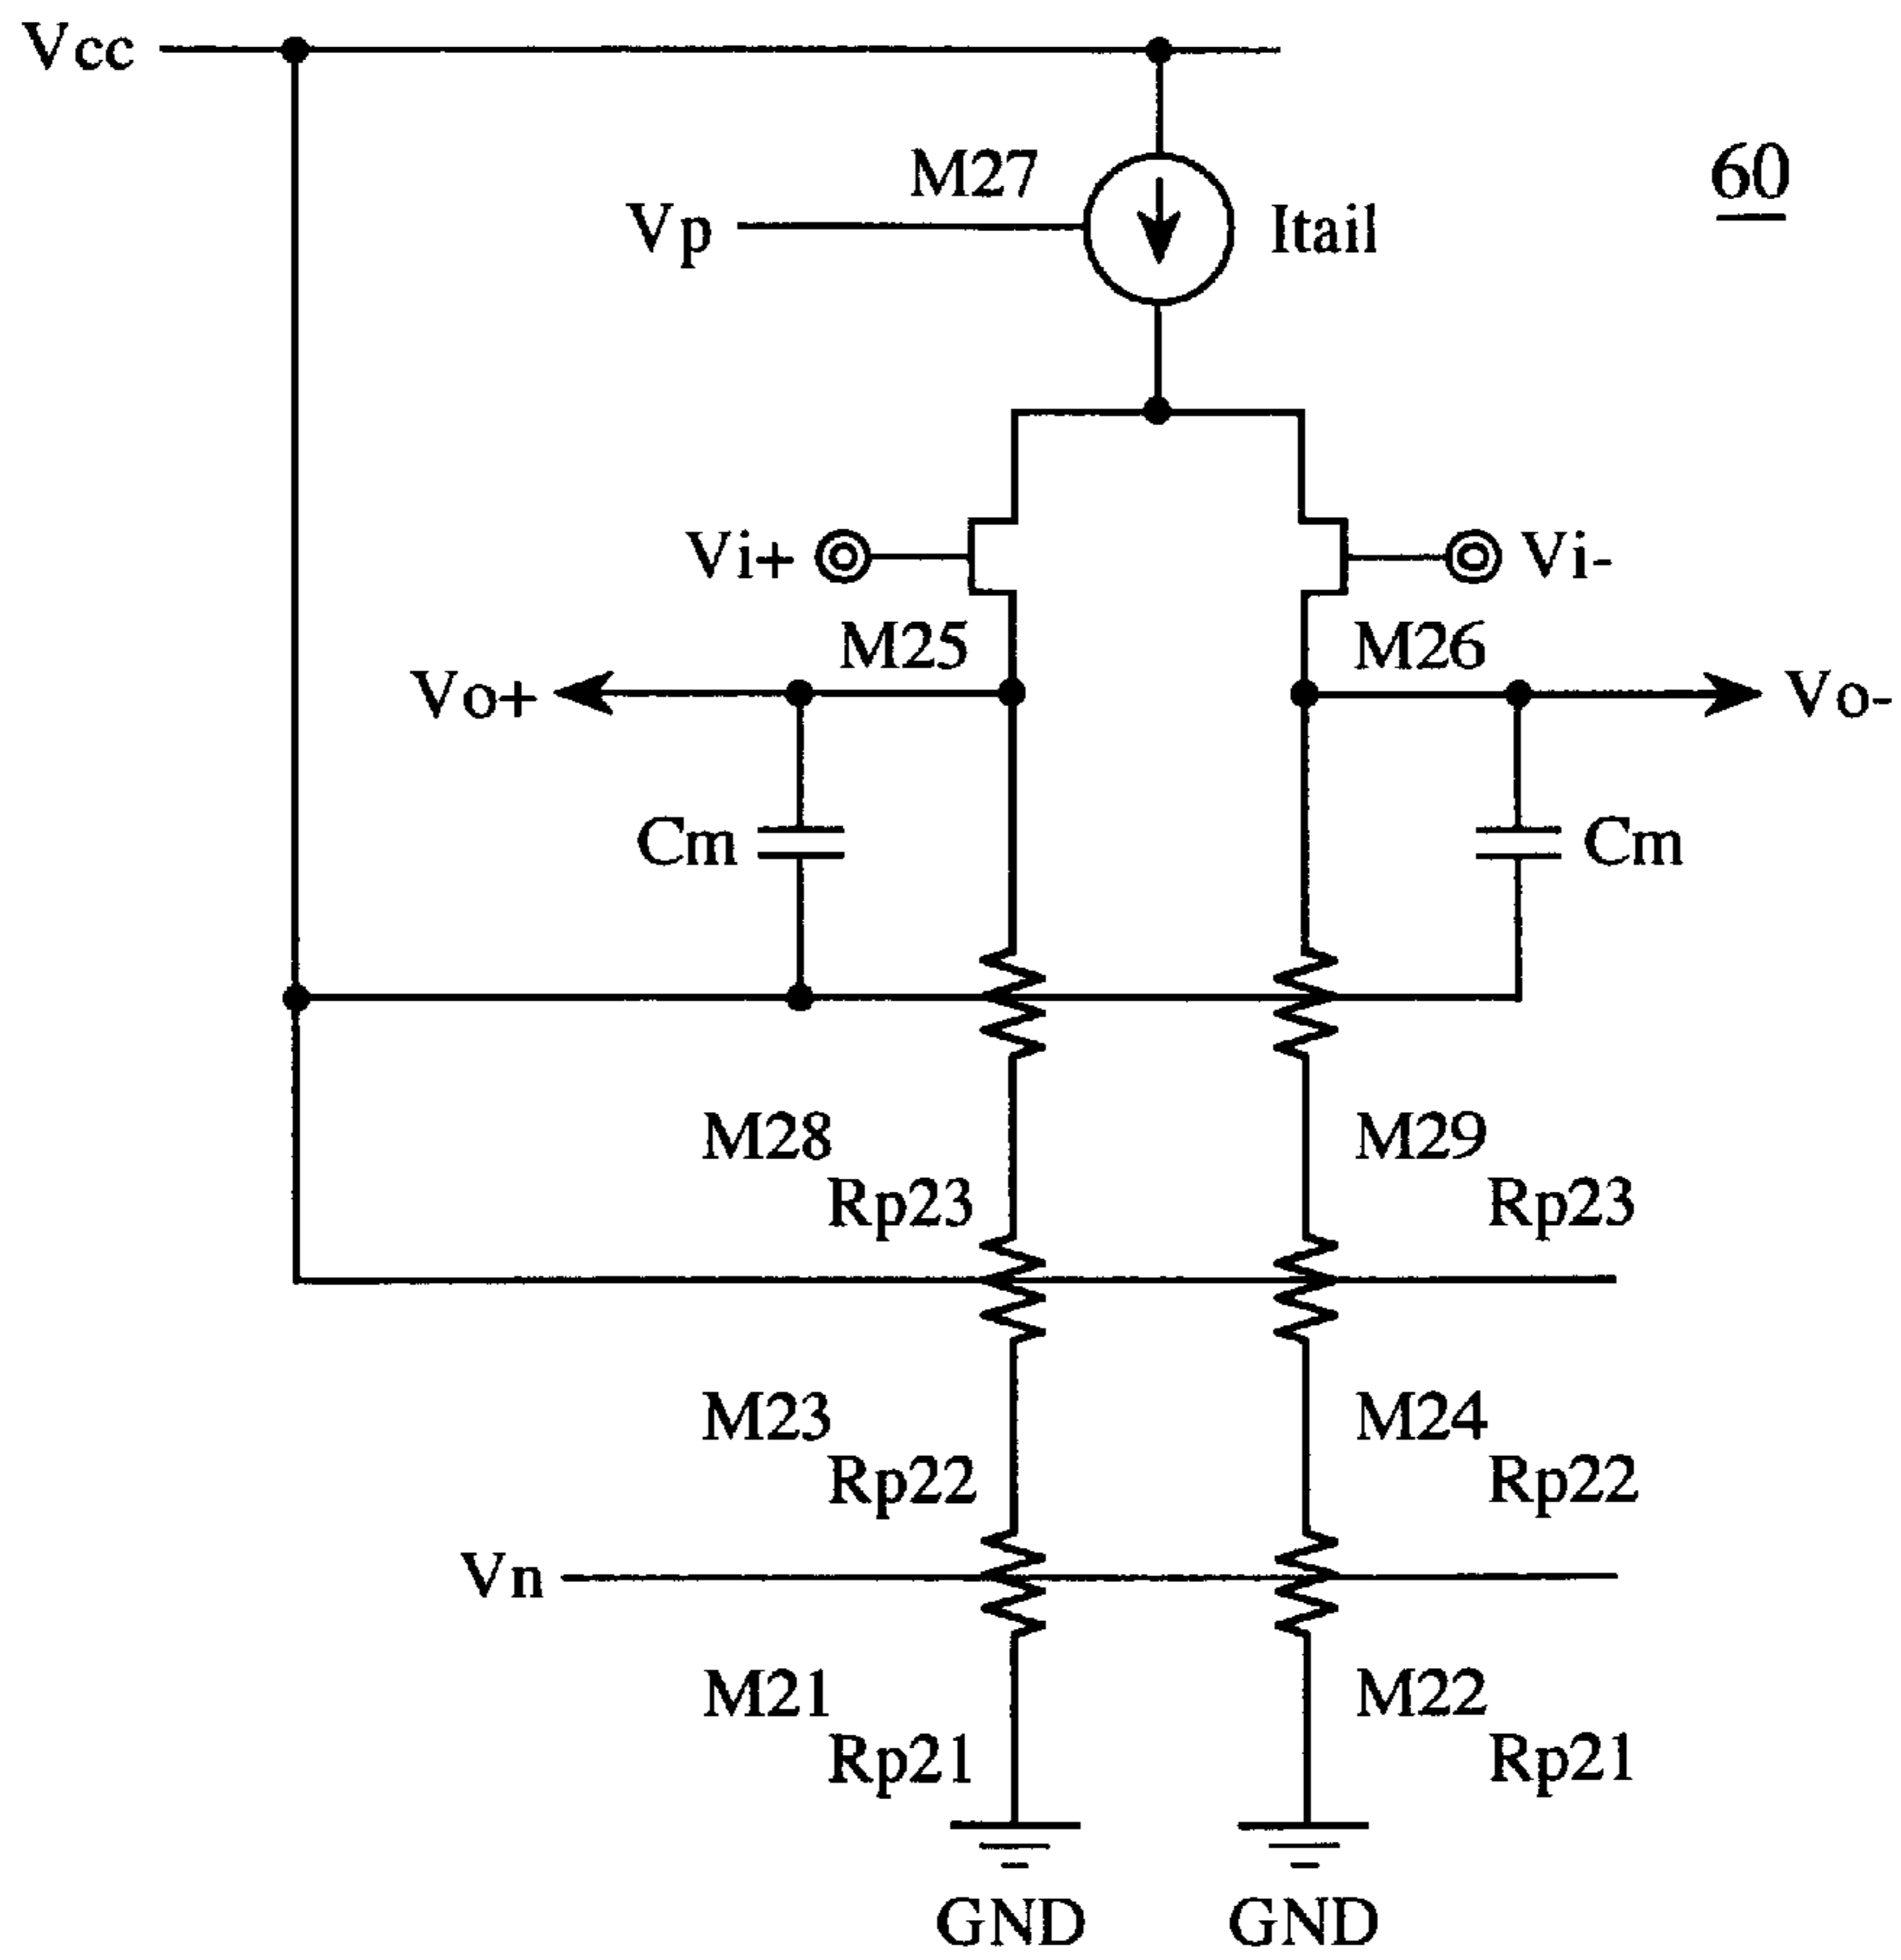 Vcc
M27
60
Vp
Itail
Vi+
Vi-
M25
M26
Vo+
Vo-
Cm
Cm
M28
M29
Rp23
Rp23
M23
M24
Rp22
Rp22
Vn
M21
M22
Rp21
Rp21
GND
GND